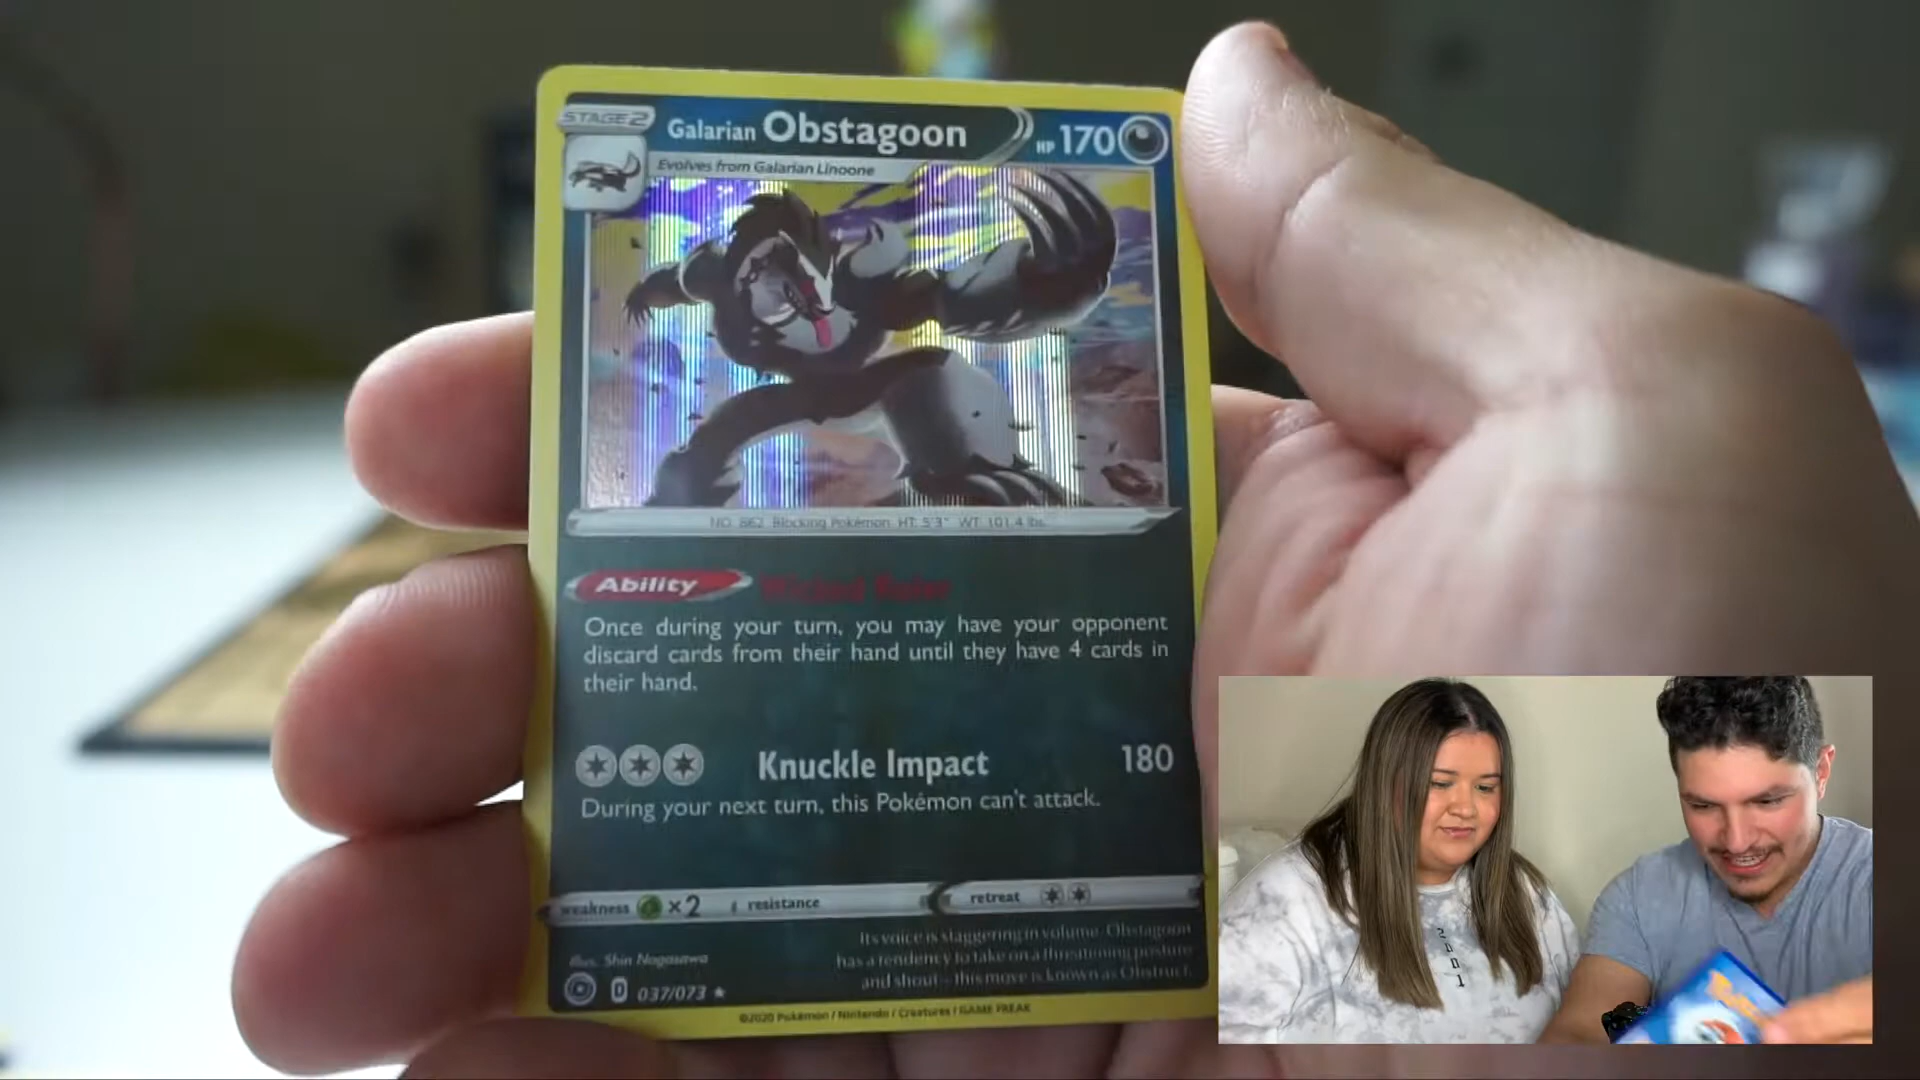 STAGE 2
Galarian Obstagoon
HP 170
Evolves from Galarian Linoone
NO. 862 Blocking Pokémon HT: 5'3" WT: 101.4 lbs.
Ability Wicked Ruler
Once during your turn, you may have your opponent
discard cards from their hand until they have 4 cards in
their hand.
Knuckle Impact 180
During your next turn, this Pokémon can't attack.
weakness ×2 resistance retreat
Its voice is staggering in volume. Obstagoon
has a tendency to take on a threatening posture
and shout—this move is known as Obstruct.
Illus. Shin Nagasawa
D 037/073 ★
©2020 Pokémon / Nintendo / Creatures / GAME FREAK
2001